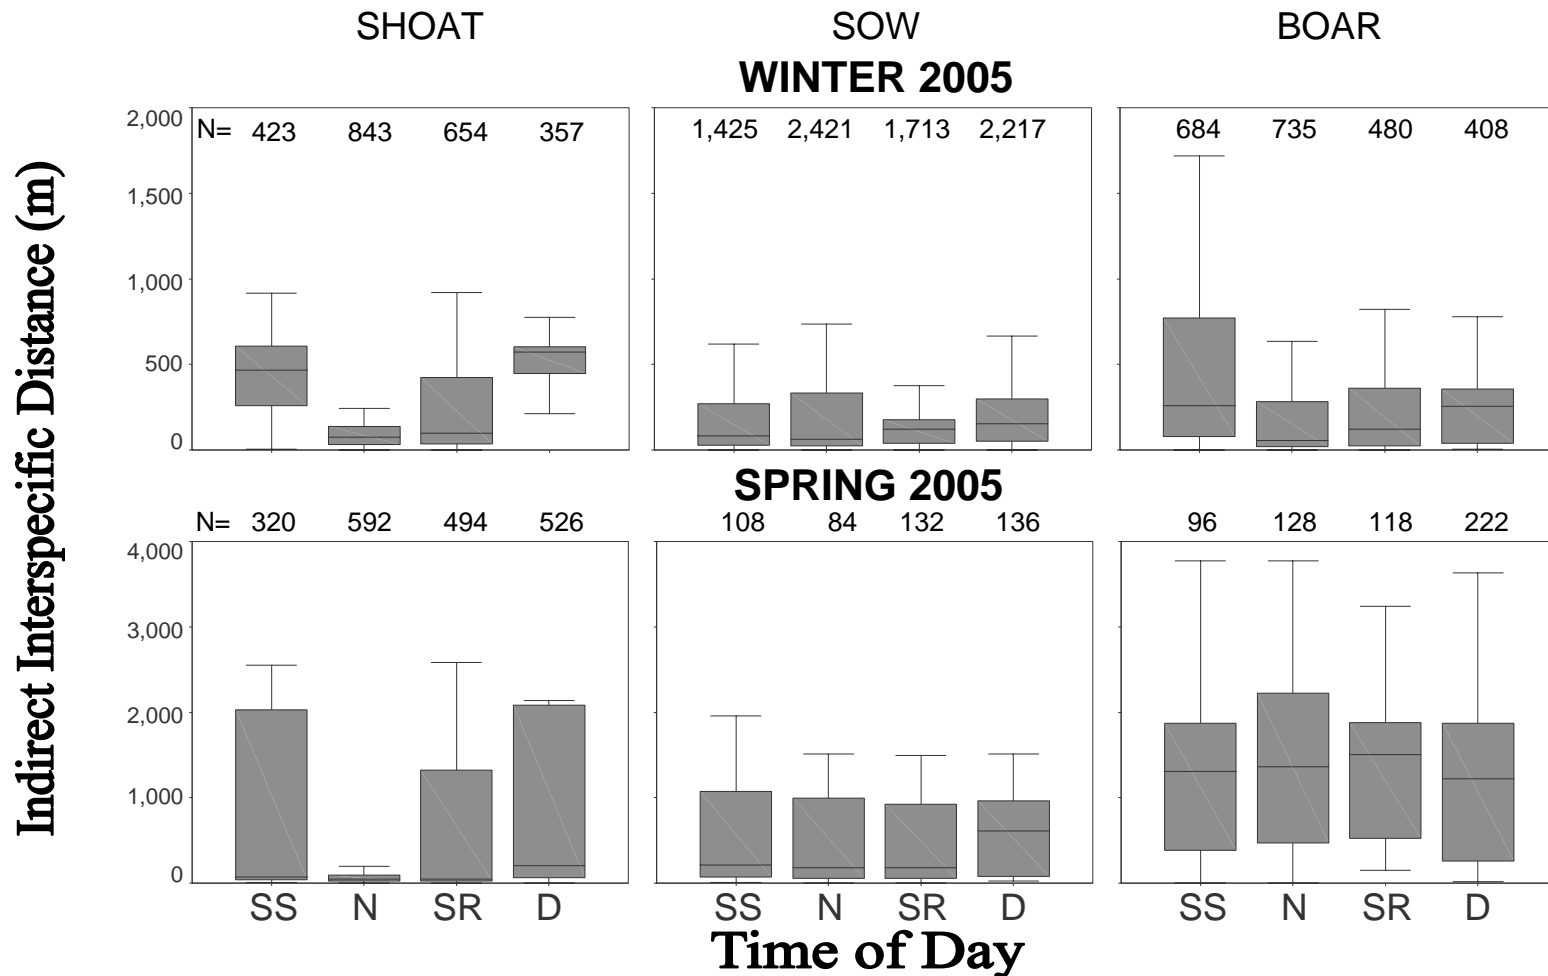 SHOAT SOW BOAR
WINTER 2005
2,000
N= 423 843 654 357 1,425 2,421 1,713 2,217 684 735 480 408
1,500
1,000
500
0
Indirect Interspecific Distance (m)
SPRING 2005
N= 320 592 494 526 108 84 132 136 96 128 118 222
4,000
3,000
2,000
1,000
0
SS N SR D SS N SR D SS N SR D
Time of Day